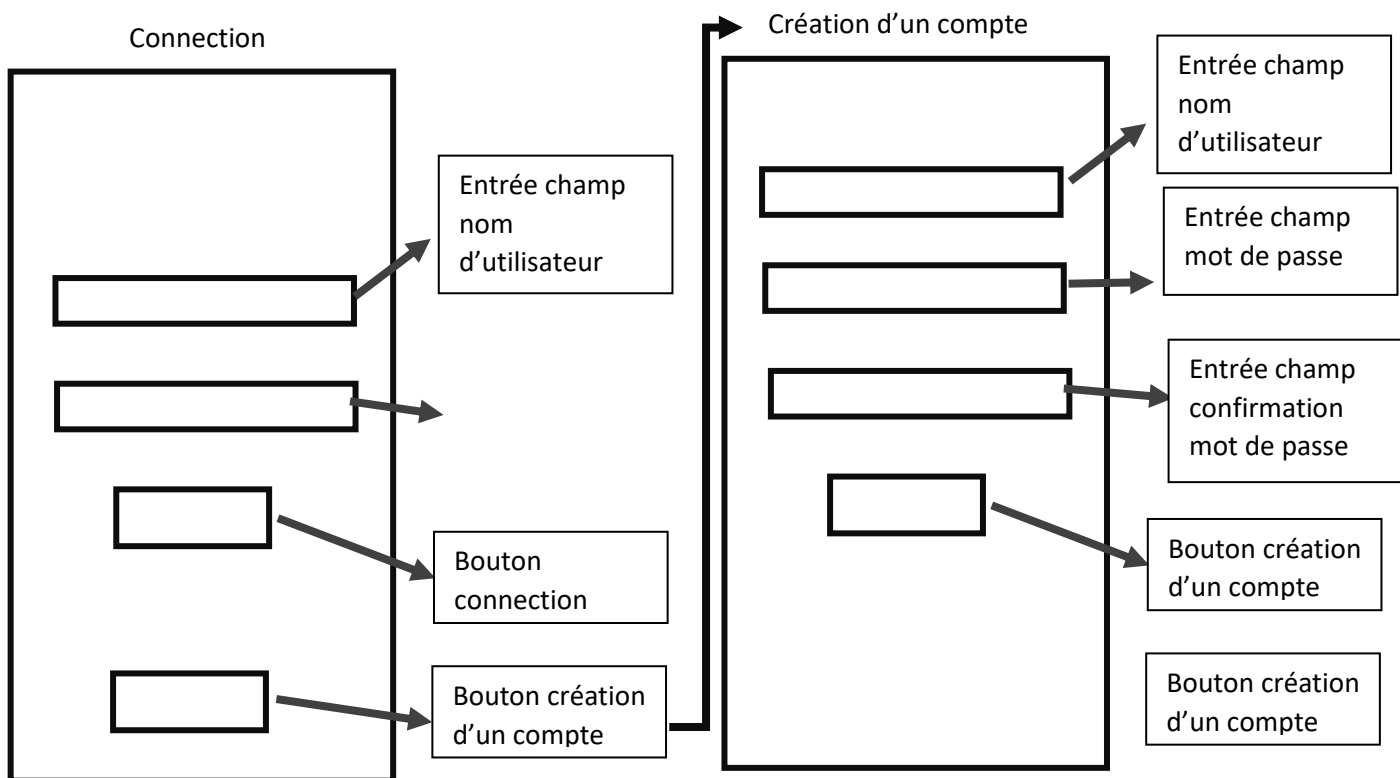 Connection
Entrée champ
nom
d’utilisateur
Bouton
connection
Bouton création
d’un compte
Création d’un compte
Entrée champ
nom
d’utilisateur
Entrée champ
mot de passe
Entrée champ
confirmation
mot de passe
Bouton création
d’un compte
Bouton création
d’un compte